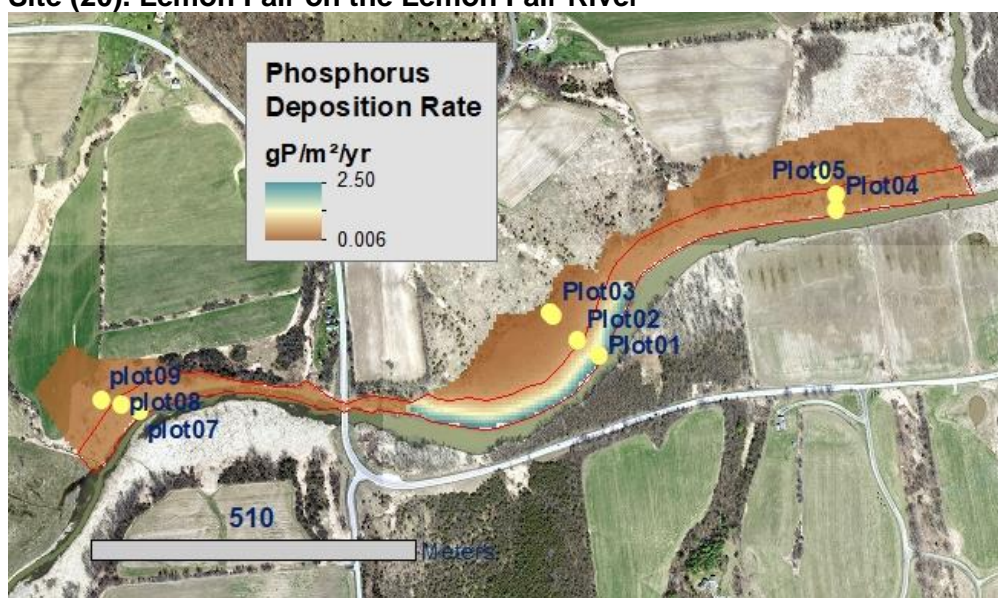 Site (20): Lemon Fair on the Lemon Fair River
Phosphorus
Deposition Rate
gP/m²/yr
2.50
0.006
Plot05
Plot04
Plot03
Plot02
Plot01
plot09
plot08
plot07
510
Meters